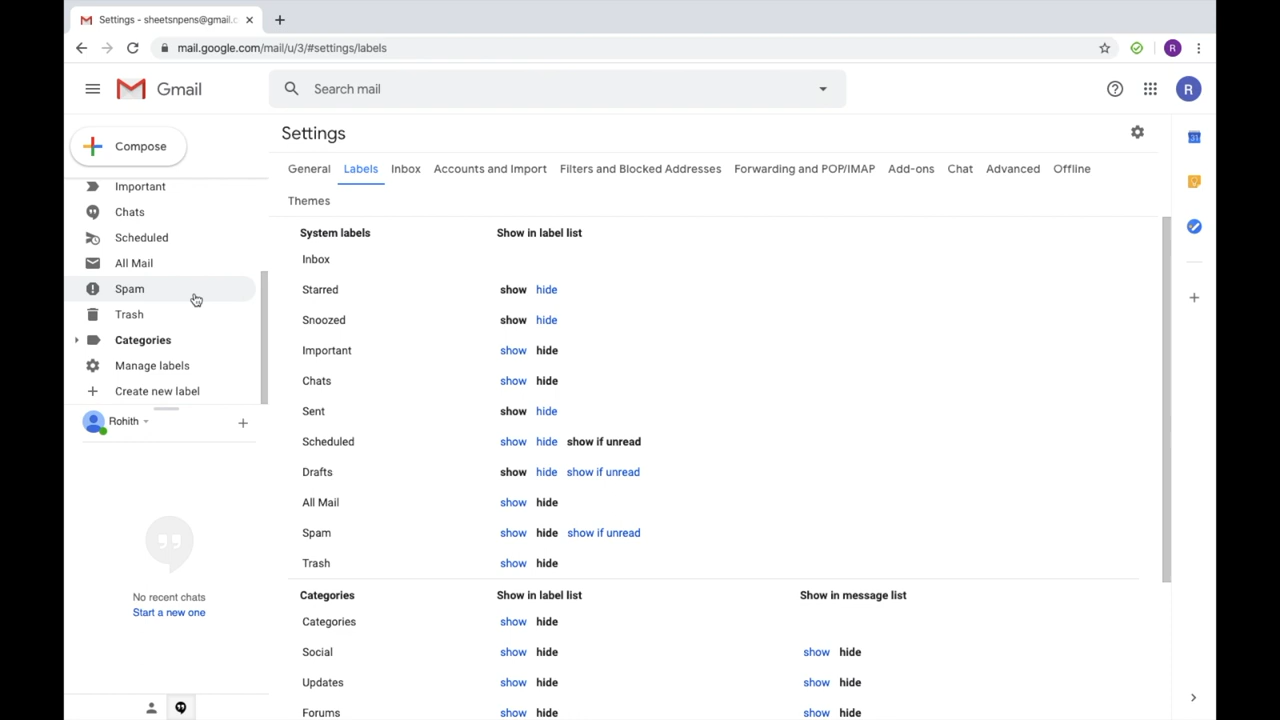 Settings - sheetsnpens@gmail.c
mail.google.com/mail/u/3/#settings/labels
R
Gmail
Search mail
R
Compose
Important
Chats
Scheduled
All Mail
Spam
Trash
Categories
Manage labels
Create new label
Rohith
No recent chats
Start a new one
Settings
General Labels Inbox Accounts and Import Filters and Blocked Addresses Forwarding and POP/IMAP Add-ons Chat Advanced Offline
Themes
System labels Show in label list
Inbox
Starred show hide
Snoozed show hide
Important show hide
Chats show hide
Sent show hide
Scheduled show hide show if unread
Drafts show hide show if unread
All Mail show hide
Spam show hide show if unread
Trash show hide
Categories Show in label list Show in message list
Categories show hide
Social show hide show hide
Updates show hide show hide
Forums show hide show hide
31